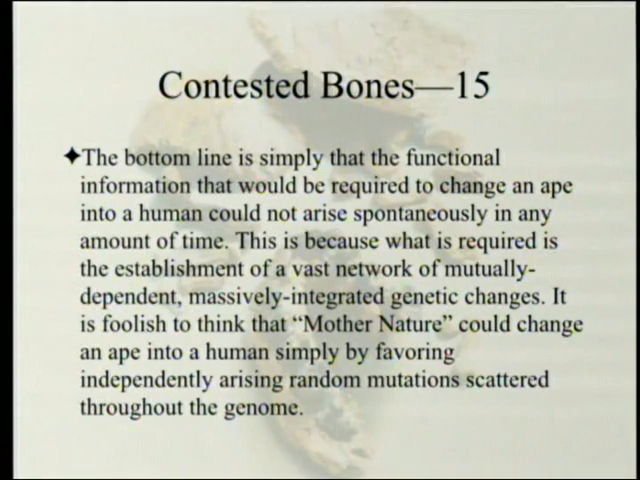 Contested Bones—15
✦The bottom line is simply that the functional
information that would be required to change an ape
into a human could not arise spontaneously in any
amount of time. This is because what is required is
the establishment of a vast network of mutually-
dependent, massively-integrated genetic changes. It
is foolish to think that “Mother Nature” could change
an ape into a human simply by favoring
independently arising random mutations scattered
throughout the genome.